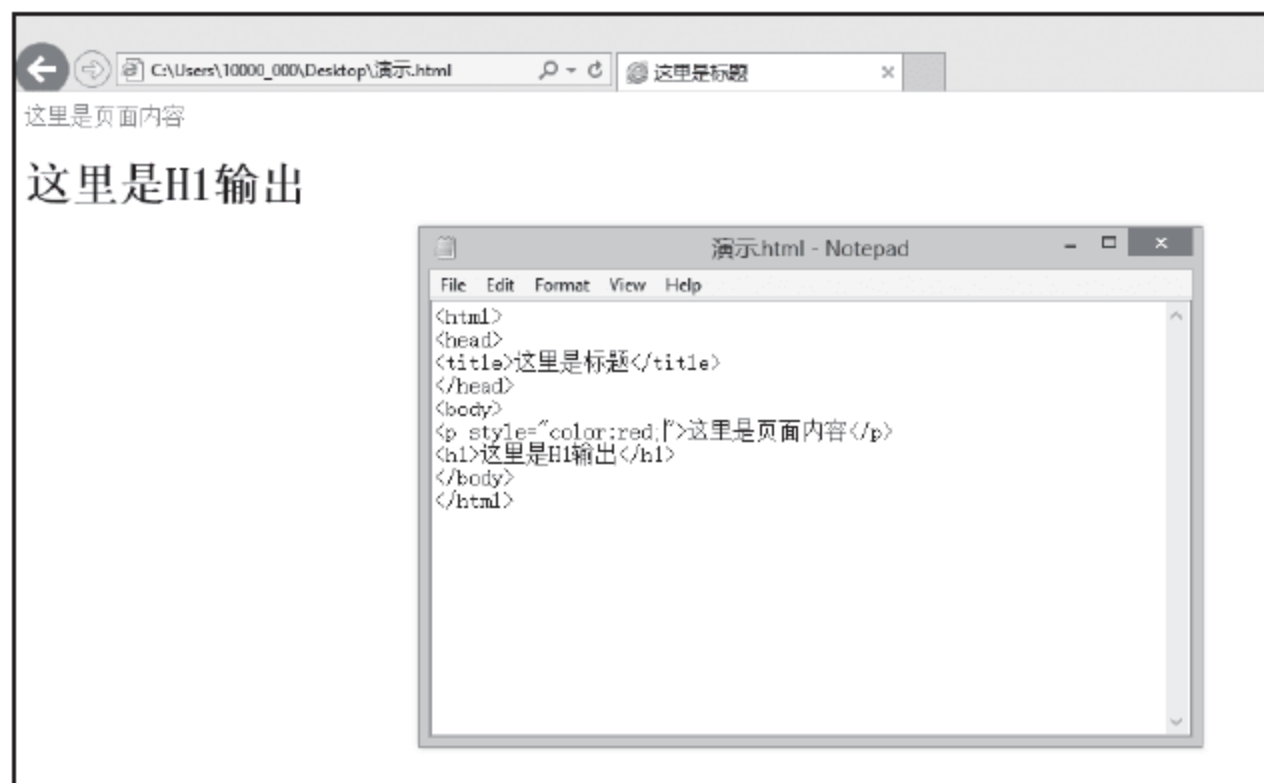 C:\Users\10000_000\Desktop\演示.html
这里是标题
这里是页面内容
这里是H1输出
演示.html - Notepad
File Edit Format View Help
<html>
<head>
<title>这里是标题</title>
</head>
<body>
<p style="color:red;">这里是页面内容</p>
<h1>这里是H1输出</h1>
</body>
</html>